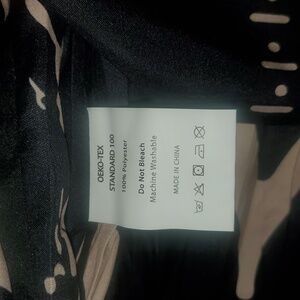 OEKO-TEX
STANDARD 100
100% Polyester
Do Not Bleach
Machine Washable
MADE IN CHINA